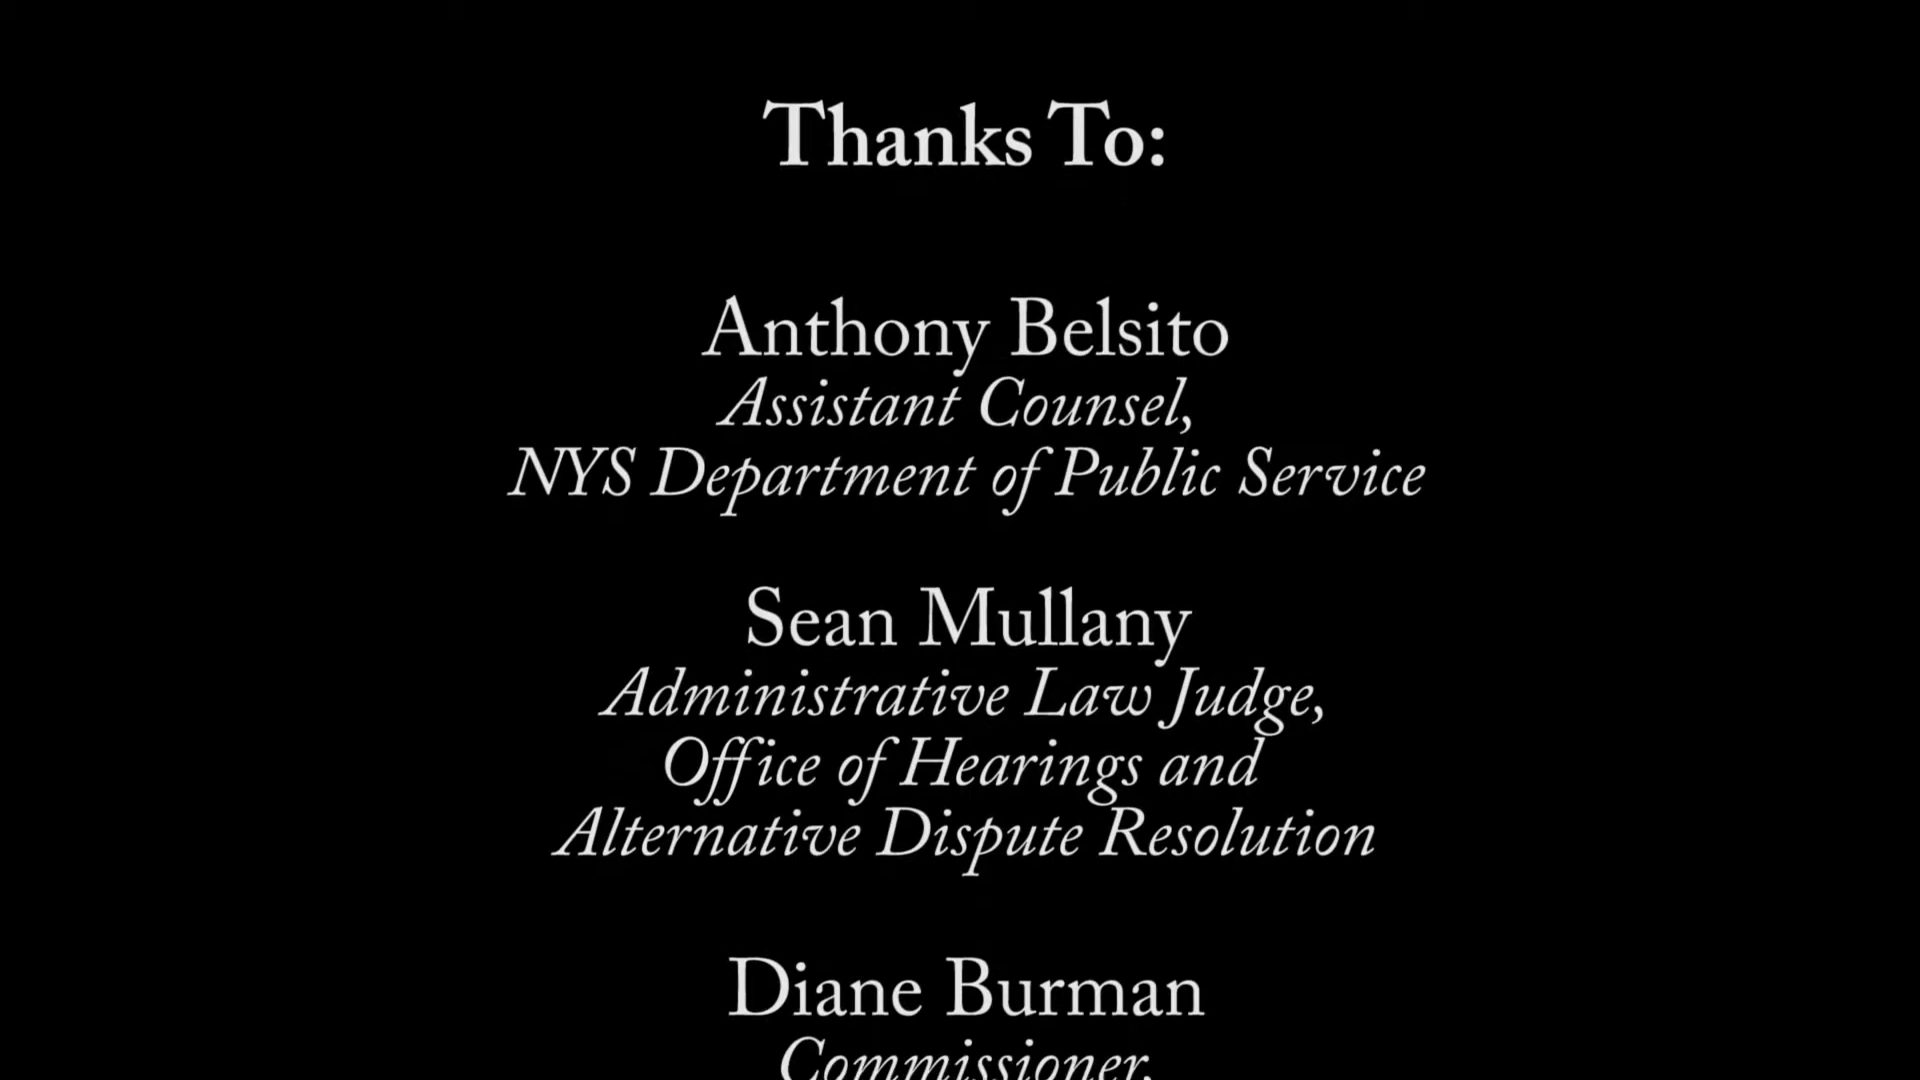 Thanks To:
Anthony Belsito
Assistant Counsel,
NYS Department of Public Service
Sean Mullany
Administrative Law Judge,
Office of Hearings and
Alternative Dispute Resolution
Diane Burman
Commissioner,